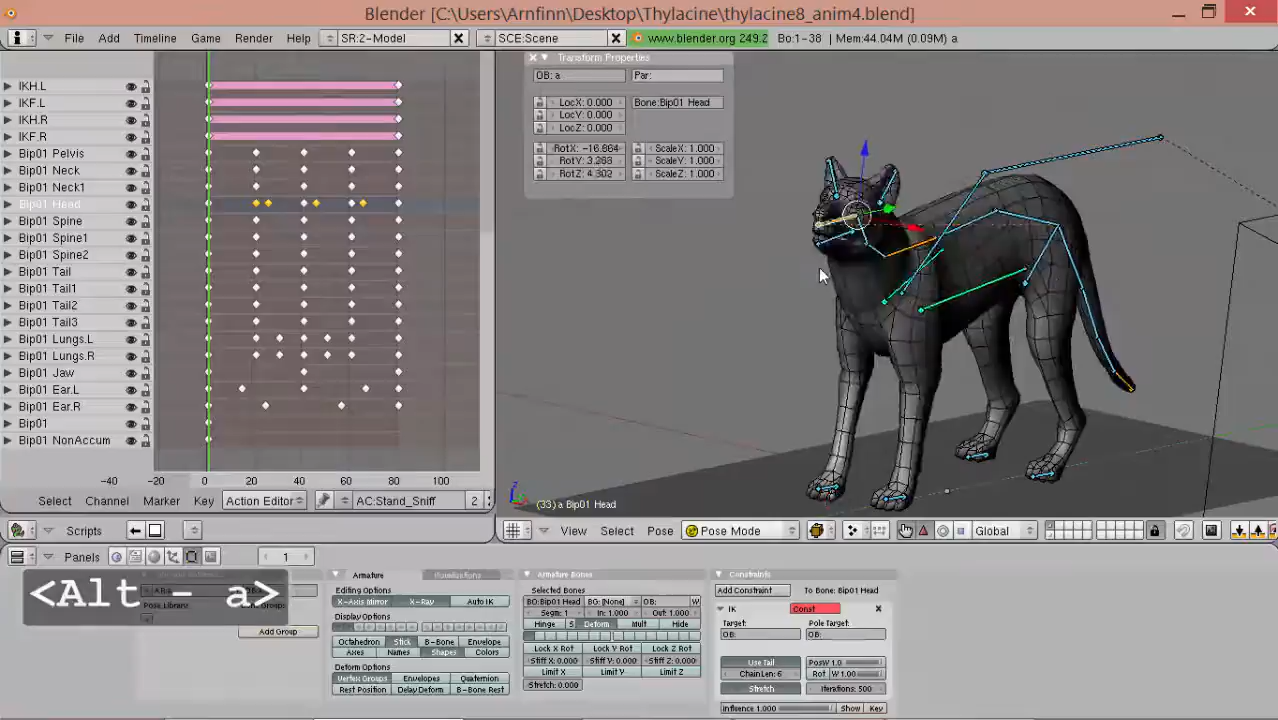 Blender [C:\Users\Arnfinn\Desktop\Thylacine\thylacine8_anim4.blend]
File Add Timeline Game Render Help SR:2-Model SCE:Scene www.blender.org 249.2 Bo:1-38 | Mem:44.04M (0.09M) a
Transform Properties
OB: a Par:
LocX: 0.000 Bone:Bip01 Head
LocY: 0.000
LocZ: 0.000
RotX: -16.864 ScaleX: 1.000
RotY: 3.263 ScaleY: 1.000
RotZ: 4.302 ScaleZ: 1.000
IKH.L
IKF.L
IKH.R
IKF.R
Bip01 Pelvis
Bip01 Neck
Bip01 Neck1
Bip01 Head
Bip01 Spine
Bip01 Spine1
Bip01 Spine2
Bip01 Tail
Bip01 Tail1
Bip01 Tail2
Bip01 Tail3
Bip01 Lungs.L
Bip01 Lungs.R
Bip01 Jaw
Bip01 Ear.L
Bip01 Ear.R
Bip01
Bip01 NonAccum
-40 -20 0 20 40 60 80 100
(33) a Bip01 Head
Select Channel Marker Key Action Editor AC:Stand_Sniff 2
Scripts
View Select Pose Pose Mode Global
Panels 1
<Alt - a>
Add Group
Armature
Editing Options
X-Axis Mirror X-Ray Auto IK
Display Options
Octahedron Stick B-Bone Envelope
Axes Names Shapes Colors
Deform Options
Vertex Groups Envelopes Quaternion
Rest Position Delay Deform B-Bone Rest
Armature Bones
Selected Bones
BO:Bip01 Head BG: [None] OB: W
Segm: 1 In: 1.000 Out: 1.000
Hinge S Deform Mult Hide
Lock X Rot Lock Y Rot Lock Z Rot
Stiff X: 0.000 Stiff Y: 0.000 Stiff Z: 0.000
Limit X Limit Y Limit Z
Stretch: 0.000
Constraints
Add Constraint To Bone: Bip01 Head
IK Const
Target: Pole Target:
OB: OB:
Use Tail PosW 1.0
ChainLen: 6 Rot W 1.00
Stretch Iterations: 500
Influence 1.000 Show Key